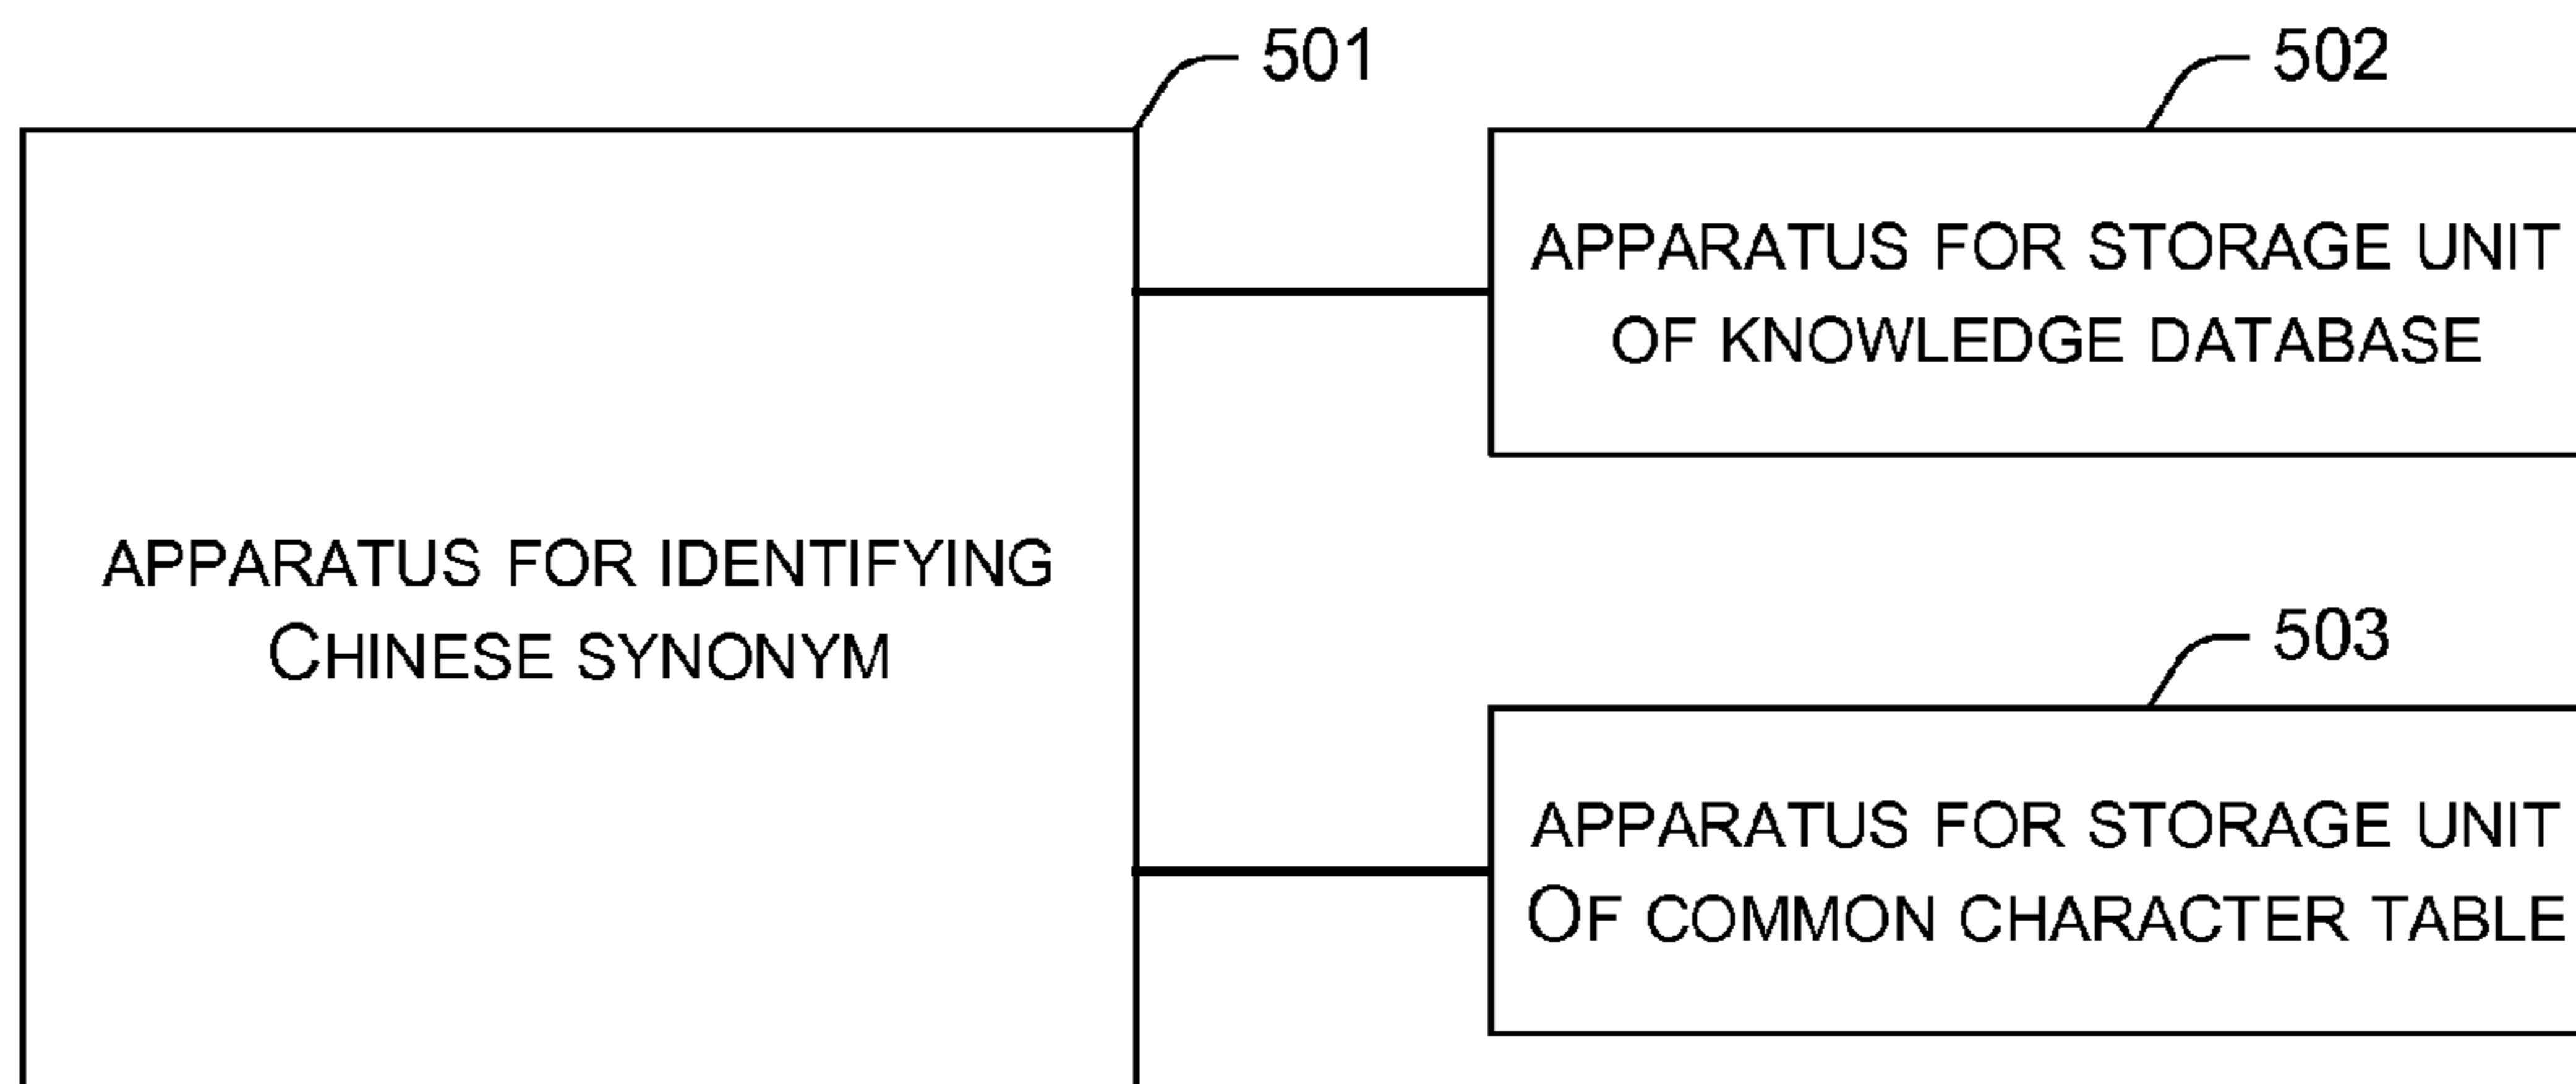 501
502
APPARATUS FOR STORAGE UNIT
OF KNOWLEDGE DATABASE
APPARATUS FOR IDENTIFYING
CHINESE SYNONYM
503
APPARATUS FOR STORAGE UNIT
OF COMMON CHARACTER TABLE